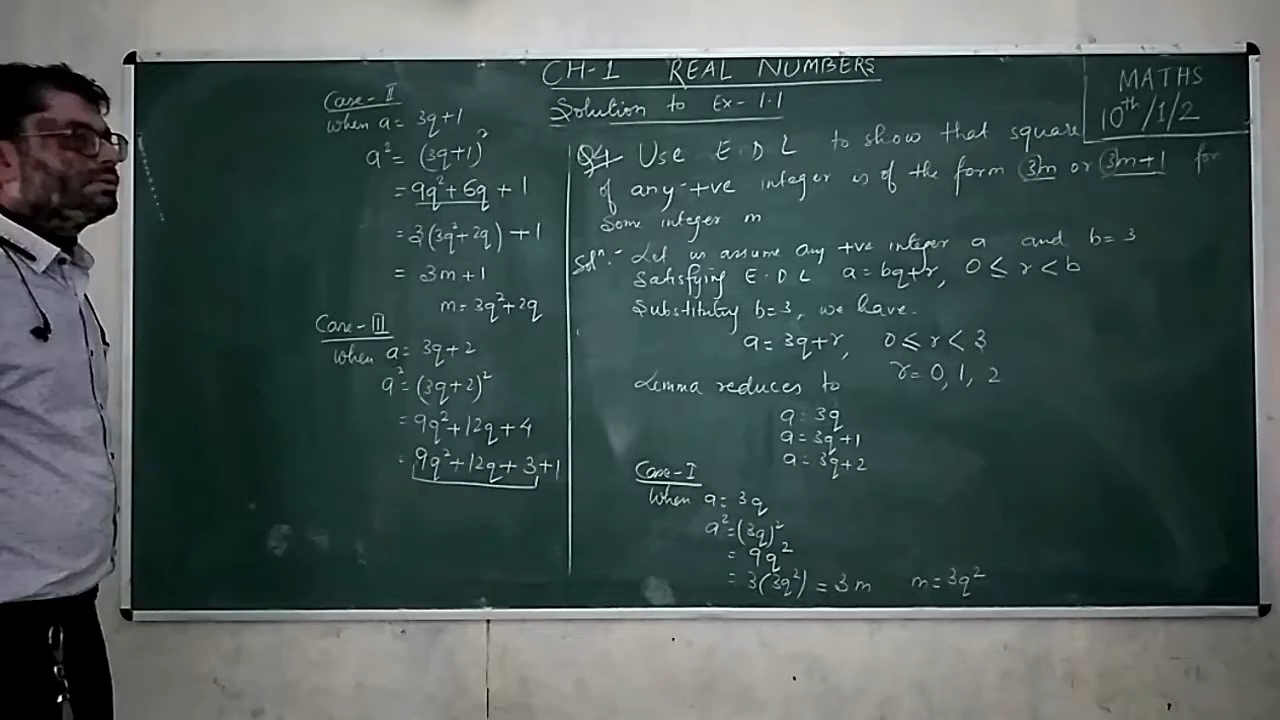 CH-1 REAL NUMBERS
MATHS
10th/1/2
Solution to Ex-1.1
Q4 Use E.D L to show that square
of any +ve integer is of the form 3m or 3m+1 for
some integer m
Solⁿ:- Let us assume any +ve integer a and b=3
Satisfying E.D L a=bq+r, 0≤r<b
Substituting b=3, we have.
a=3q+r, 0≤r<3
r=0,1,2
Lemma reduces to
a=3q
a=3q+1
a=3q+2
Case-I
When a=3q
a²=(3q)²
=9q²
=3(3q²)=3m m=3q²
Case-II
when a=3q+1
a²=(3q+1)²
=9q²+6q+1
=3(3q²+2q)+1
=3m+1
m=3q²+2q
Case-III
When a=3q+2
a²=(3q+2)²
=9q²+12q+4
=9q²+12q+3+1